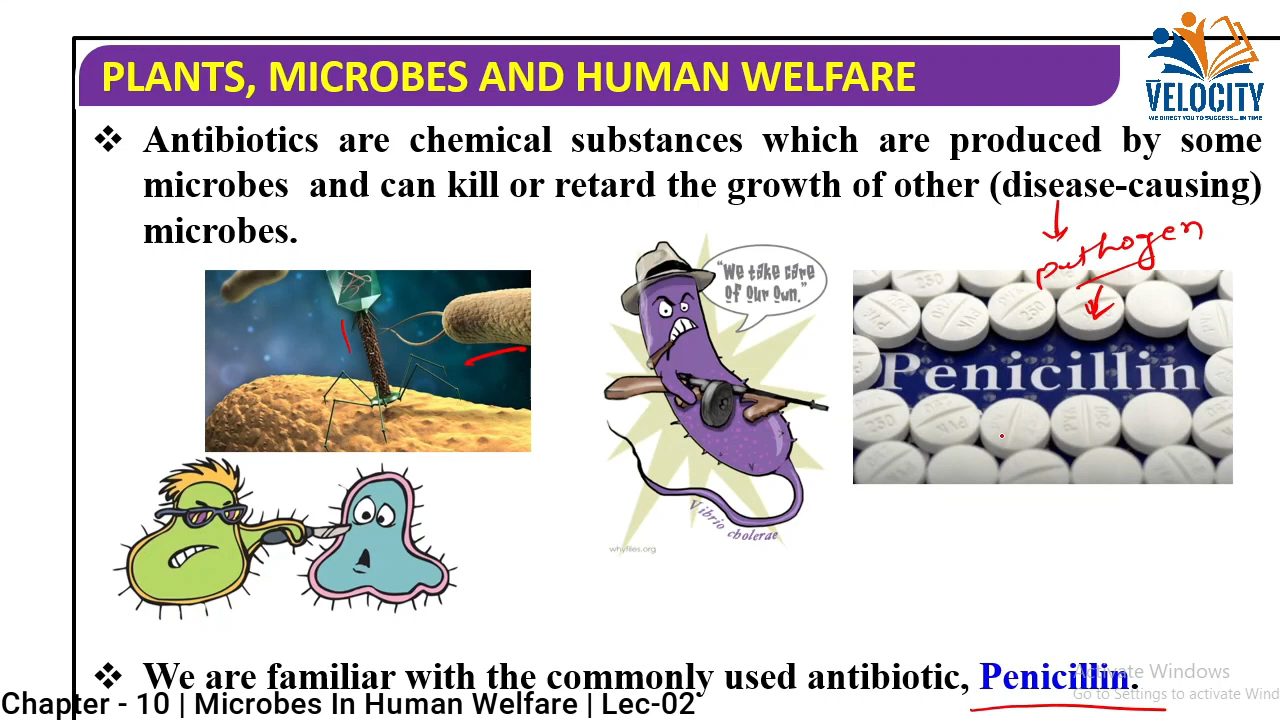 PLANTS, MICROBES AND HUMAN WELFARE
VELOCITY
WE DIRECT YOU TO SUCCESS.... IN TIME
❖ Antibiotics are chemical substances which are produced by some
microbes and can kill or retard the growth of other (disease-causing)
microbes.
pathogen
"We take care
of our own."
Penicillin
Vibrio cholerae
whyfiles.org
❖ We are familiar with the commonly used antibiotic, Penicillin.
Activate Windows
Go to Settings to activate Wind
Chapter - 10 | Microbes In Human Welfare | Lec-02